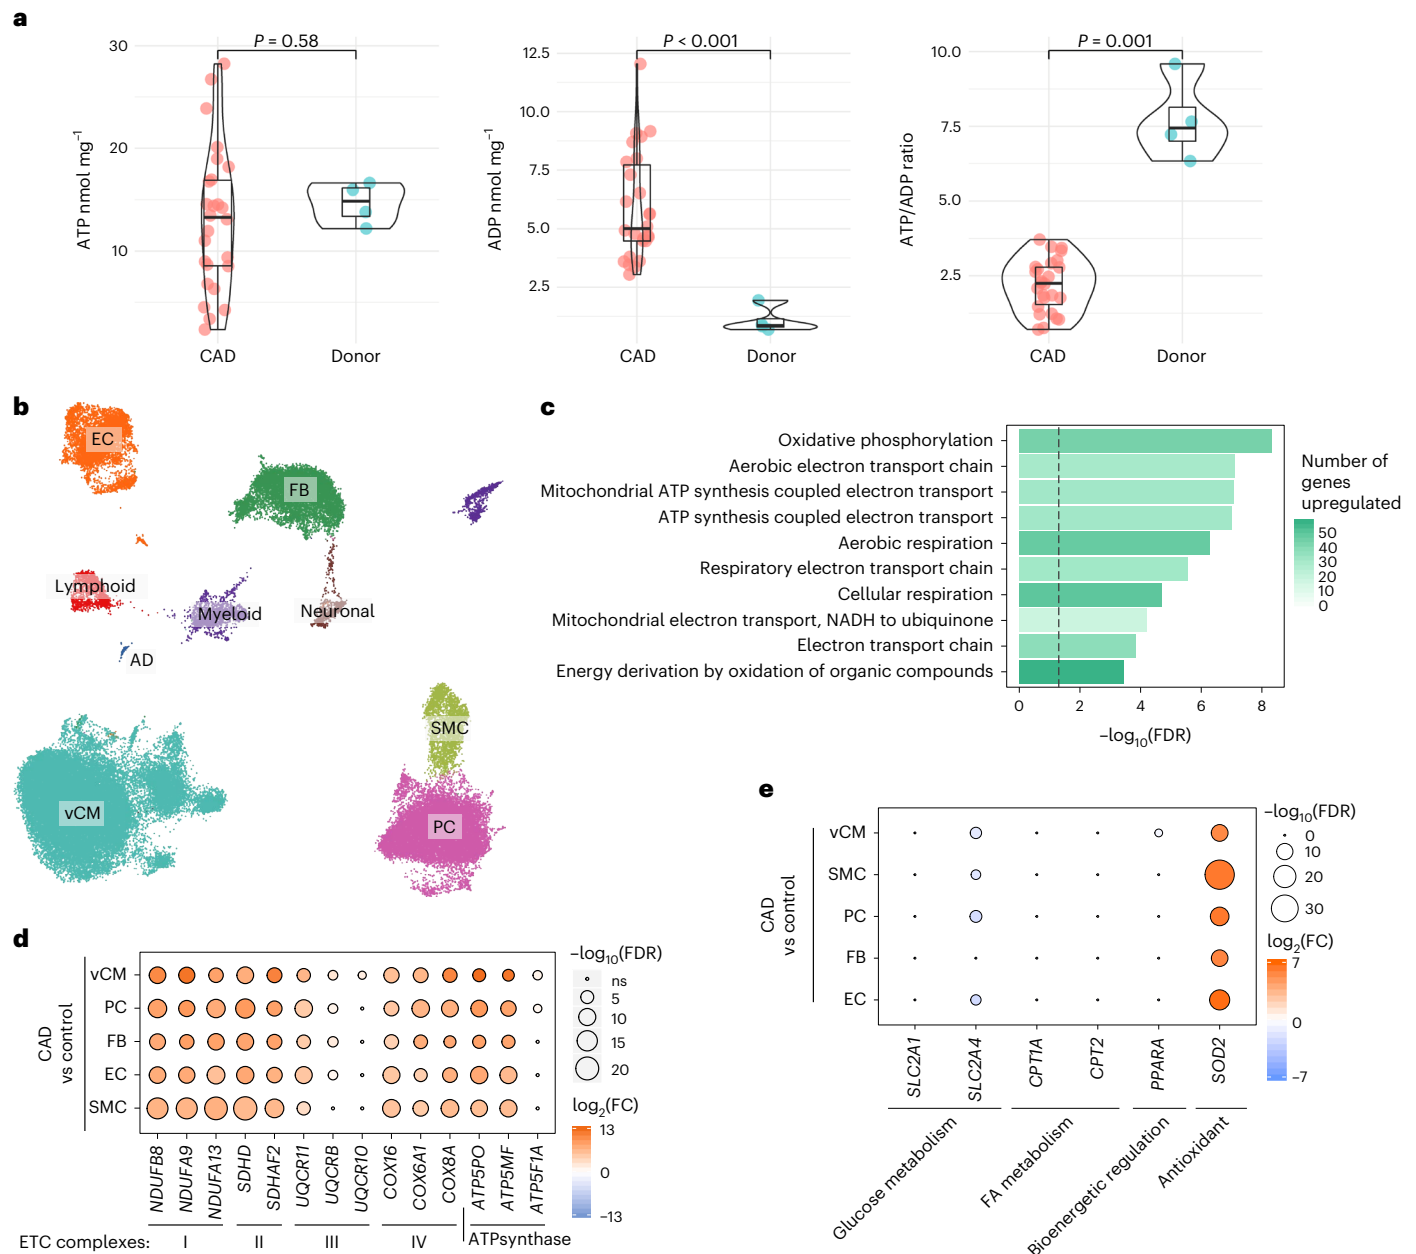 a
P = 0.58
ATP nmol mg⁻¹
30
20
10
CAD
Donor
P < 0.001
ADP nmol mg⁻¹
12.5
10.0
7.5
5.0
2.5
CAD
Donor
P = 0.001
ATP/ADP ratio
10.0
7.5
5.0
2.5
CAD
Donor
b
EC
FB
Lymphoid
Myeloid
Neuronal
AD
SMC
vCM
PC
c
Oxidative phosphorylation
Aerobic electron transport chain
Mitochondrial ATP synthesis coupled electron transport
ATP synthesis coupled electron transport
Aerobic respiration
Respiratory electron transport chain
Cellular respiration
Mitochondrial electron transport, NADH to ubiquinone
Electron transport chain
Energy derivation by oxidation of organic compounds
0 2 4 6 8
–log₁₀(FDR)
Number of
genes
upregulated
50
40
30
20
10
0
d
CAD
vs control
vCM
PC
FB
EC
SMC
NDUFB8
NDUFA9
NDUFA13
SDHD
SDHAF2
UQCR11
UQCRB
UQCR10
COX16
COX6A1
COX8A
ATP5PO
ATP5MF
ATP5F1A
ETC complexes: I II III IV ATPsynthase
–log₁₀(FDR)
ns
5
10
15
20
log₂(FC)
13
0
–13
e
CAD
vs control
vCM
SMC
PC
FB
EC
SLC2A1
SLC2A4
CPT1A
CPT2
PPARA
SOD2
Glucose metabolism
FA metabolism
Bioenergetic regulation
Antioxidant
–log₁₀(FDR)
0
10
20
30
log₂(FC)
7
0
–7